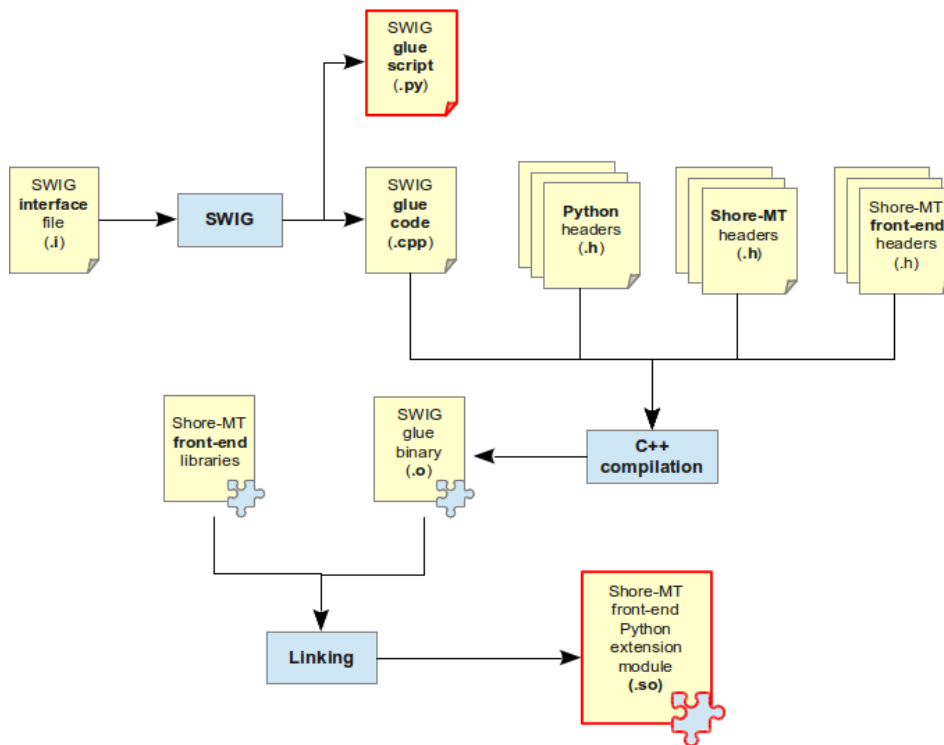 SWIG
glue
script
(.py)
SWIG
interface
file
(.i)
SWIG
SWIG
glue
code
(.cpp)
Python
headers
(.h)
Shore-MT
headers
(.h)
Shore-MT
front-end
headers
(.h)
Shore-MT
front-end
libraries
SWIG
glue
binary
(.o)
C++
compilation
Linking
Shore-MT
front-end
Python
extension
module
(.so)